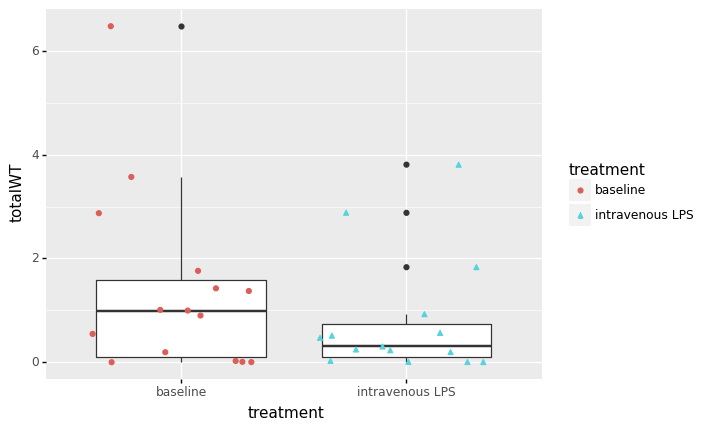 6
4
2
0
totalWT
baseline
intravenous LPS
treatment
treatment
baseline
intravenous LPS